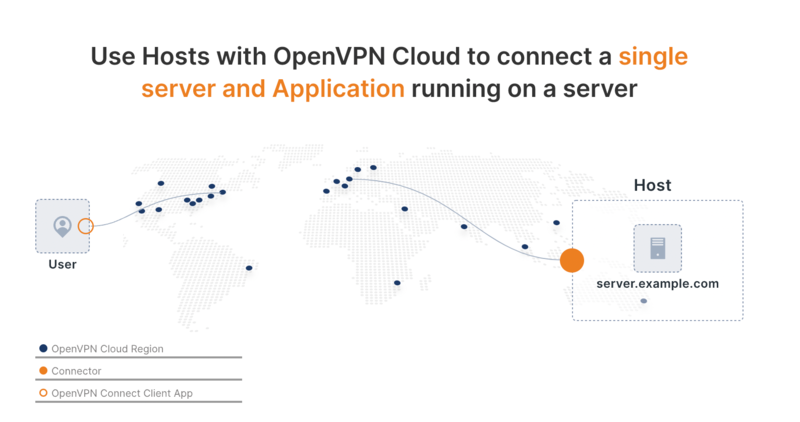 Use Hosts with OpenVPN Cloud to connect a single
server and Application running on a server
Host
server.example.com
User
OpenVPN Cloud Region
Connector
OpenVPN Connect Client App